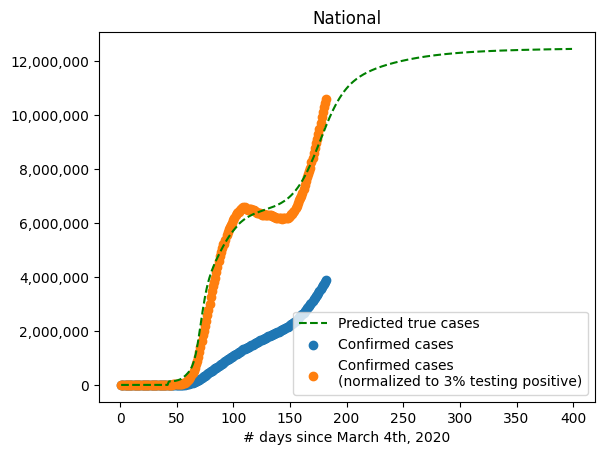 National
12,000,000
10,000,000
8,000,000
6,000,000
4,000,000
2,000,000
0
Predicted true cases
Confirmed cases
Confirmed cases
(normalized to 3% testing positive)
0 50 100 150 200 250 300 350 400
# days since March 4th, 2020